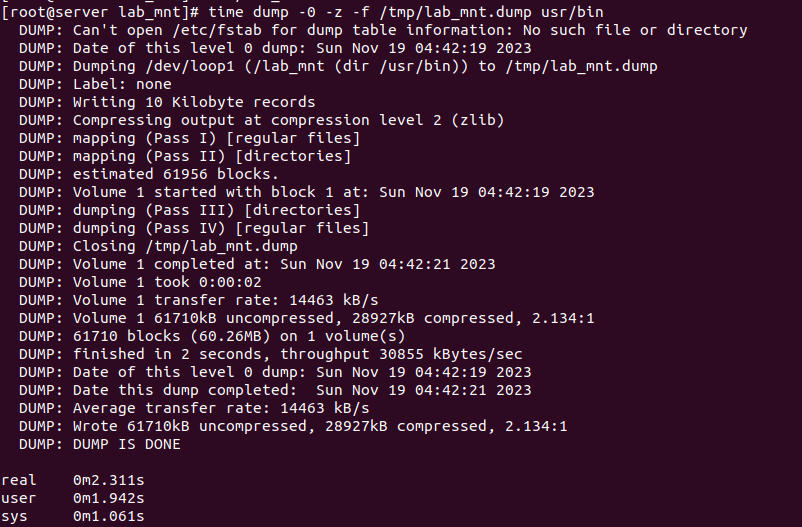 [root@server lab_mnt]# time dump -0 -z -f /tmp/lab_mnt.dump usr/bin
DUMP: Can't open /etc/fstab for dump table information: No such file or directory
DUMP: Date of this level 0 dump: Sun Nov 19 04:42:19 2023
DUMP: Dumping /dev/loop1 (/lab_mnt (dir /usr/bin)) to /tmp/lab_mnt.dump
DUMP: Label: none
DUMP: Writing 10 Kilobyte records
DUMP: Compressing output at compression level 2 (zlib)
DUMP: mapping (Pass I) [regular files]
DUMP: mapping (Pass II) [directories]
DUMP: estimated 61956 blocks.
DUMP: Volume 1 started with block 1 at: Sun Nov 19 04:42:19 2023
DUMP: dumping (Pass III) [directories]
DUMP: dumping (Pass IV) [regular files]
DUMP: Closing /tmp/lab_mnt.dump
DUMP: Volume 1 completed at: Sun Nov 19 04:42:21 2023
DUMP: Volume 1 took 0:00:02
DUMP: Volume 1 transfer rate: 14463 kB/s
DUMP: Volume 1 61710kB uncompressed, 28927kB compressed, 2.134:1
DUMP: 61710 blocks (60.26MB) on 1 volume(s)
DUMP: finished in 2 seconds, throughput 30855 kBytes/sec
DUMP: Date of this level 0 dump: Sun Nov 19 04:42:19 2023
DUMP: Date this dump completed:  Sun Nov 19 04:42:21 2023
DUMP: Average transfer rate: 14463 kB/s
DUMP: Wrote 61710kB uncompressed, 28927kB compressed, 2.134:1
DUMP: DUMP IS DONE
real 0m2.311s
user 0m1.942s
sys 0m1.061s